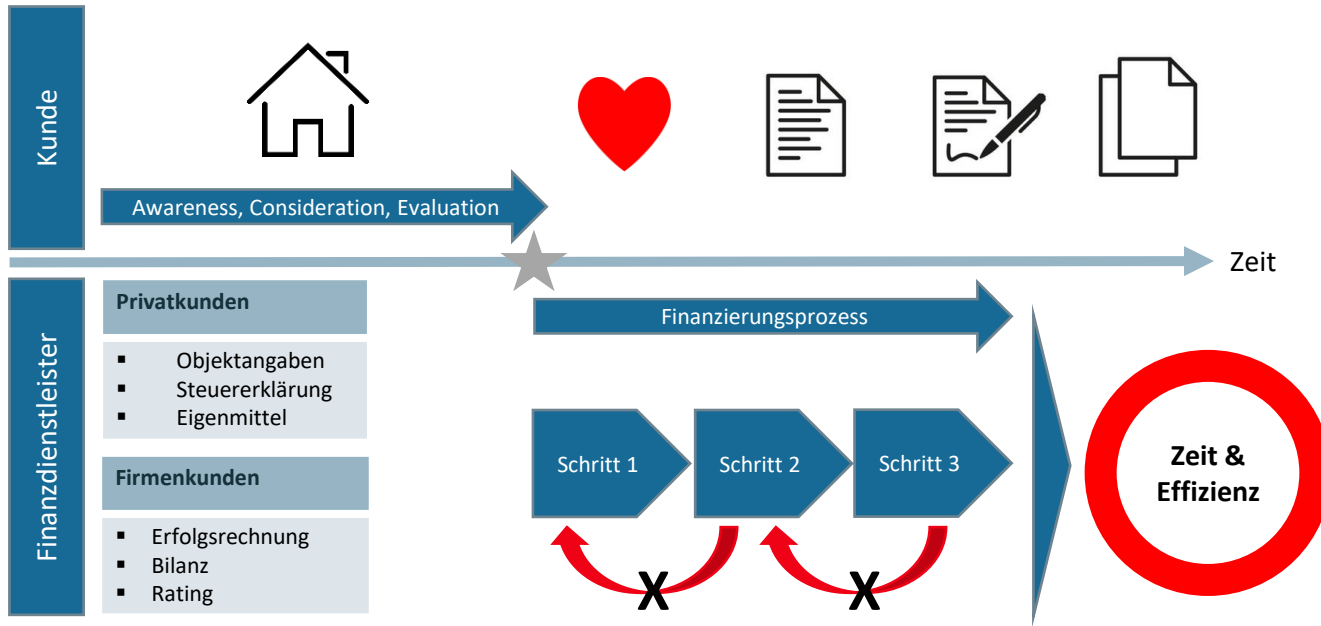 Kunde
Awareness, Consideration, Evaluation
Zeit
Finanzdienstleister
Privatkunden
▪ Objektangaben
▪ Steuererklärung
▪ Eigenmittel
Firmenkunden
▪ Erfolgsrechnung
▪ Bilanz
▪ Rating
Finanzierungsprozess
Schritt 1
Schritt 2
Schritt 3
X
X
Zeit &
Effizienz